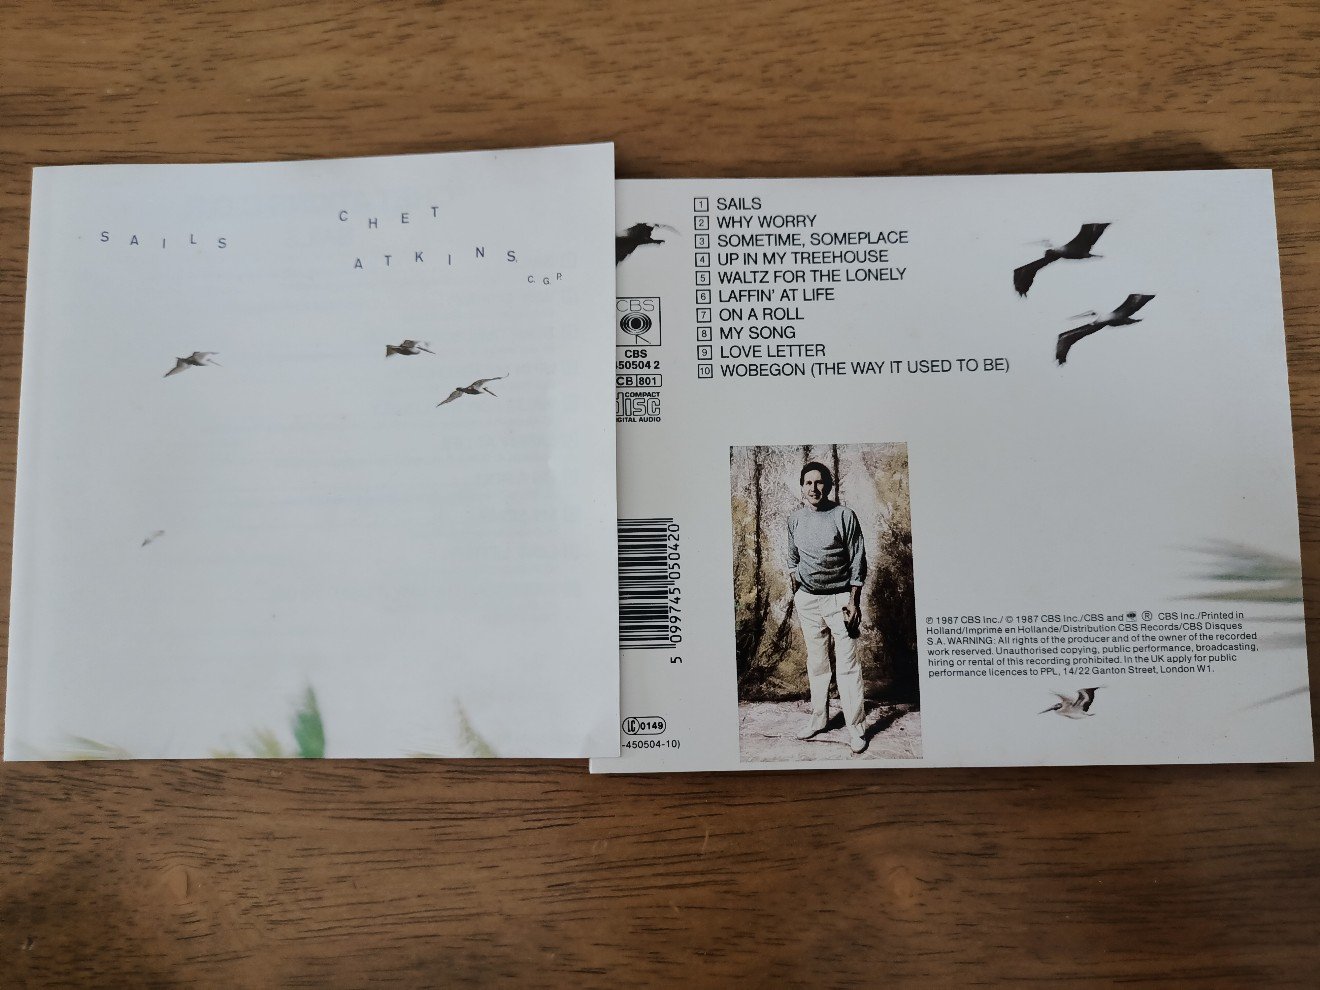 SAILS
CHET
ATKINS
C.G.P.
1 SAILS
2 WHY WORRY
3 SOMETIME, SOMEPLACE
4 UP IN MY TREEHOUSE
5 WALTZ FOR THE LONELY
6 LAFFIN' AT LIFE
7 ON A ROLL
8 MY SONG
9 LOVE LETTER
10 WOBEGON (THE WAY IT USED TO BE)
CBS
CBS
450504 2
CB 801
COMPACT
disc
DIGITAL AUDIO
5 099745 050420
LC 0149
-450504-10)
℗ 1987 CBS Inc./ © 1987 CBS Inc./CBS and ® CBS Inc./Printed in
Holland/Imprimé en Hollande/Distribution CBS Records/CBS Disques
S.A. WARNING: All rights of the producer and of the owner of the recorded
work reserved. Unauthorised copying, public performance, broadcasting,
hiring or rental of this recording prohibited. In the UK apply for public
performance licences to PPL, 14/22 Ganton Street, London W1.